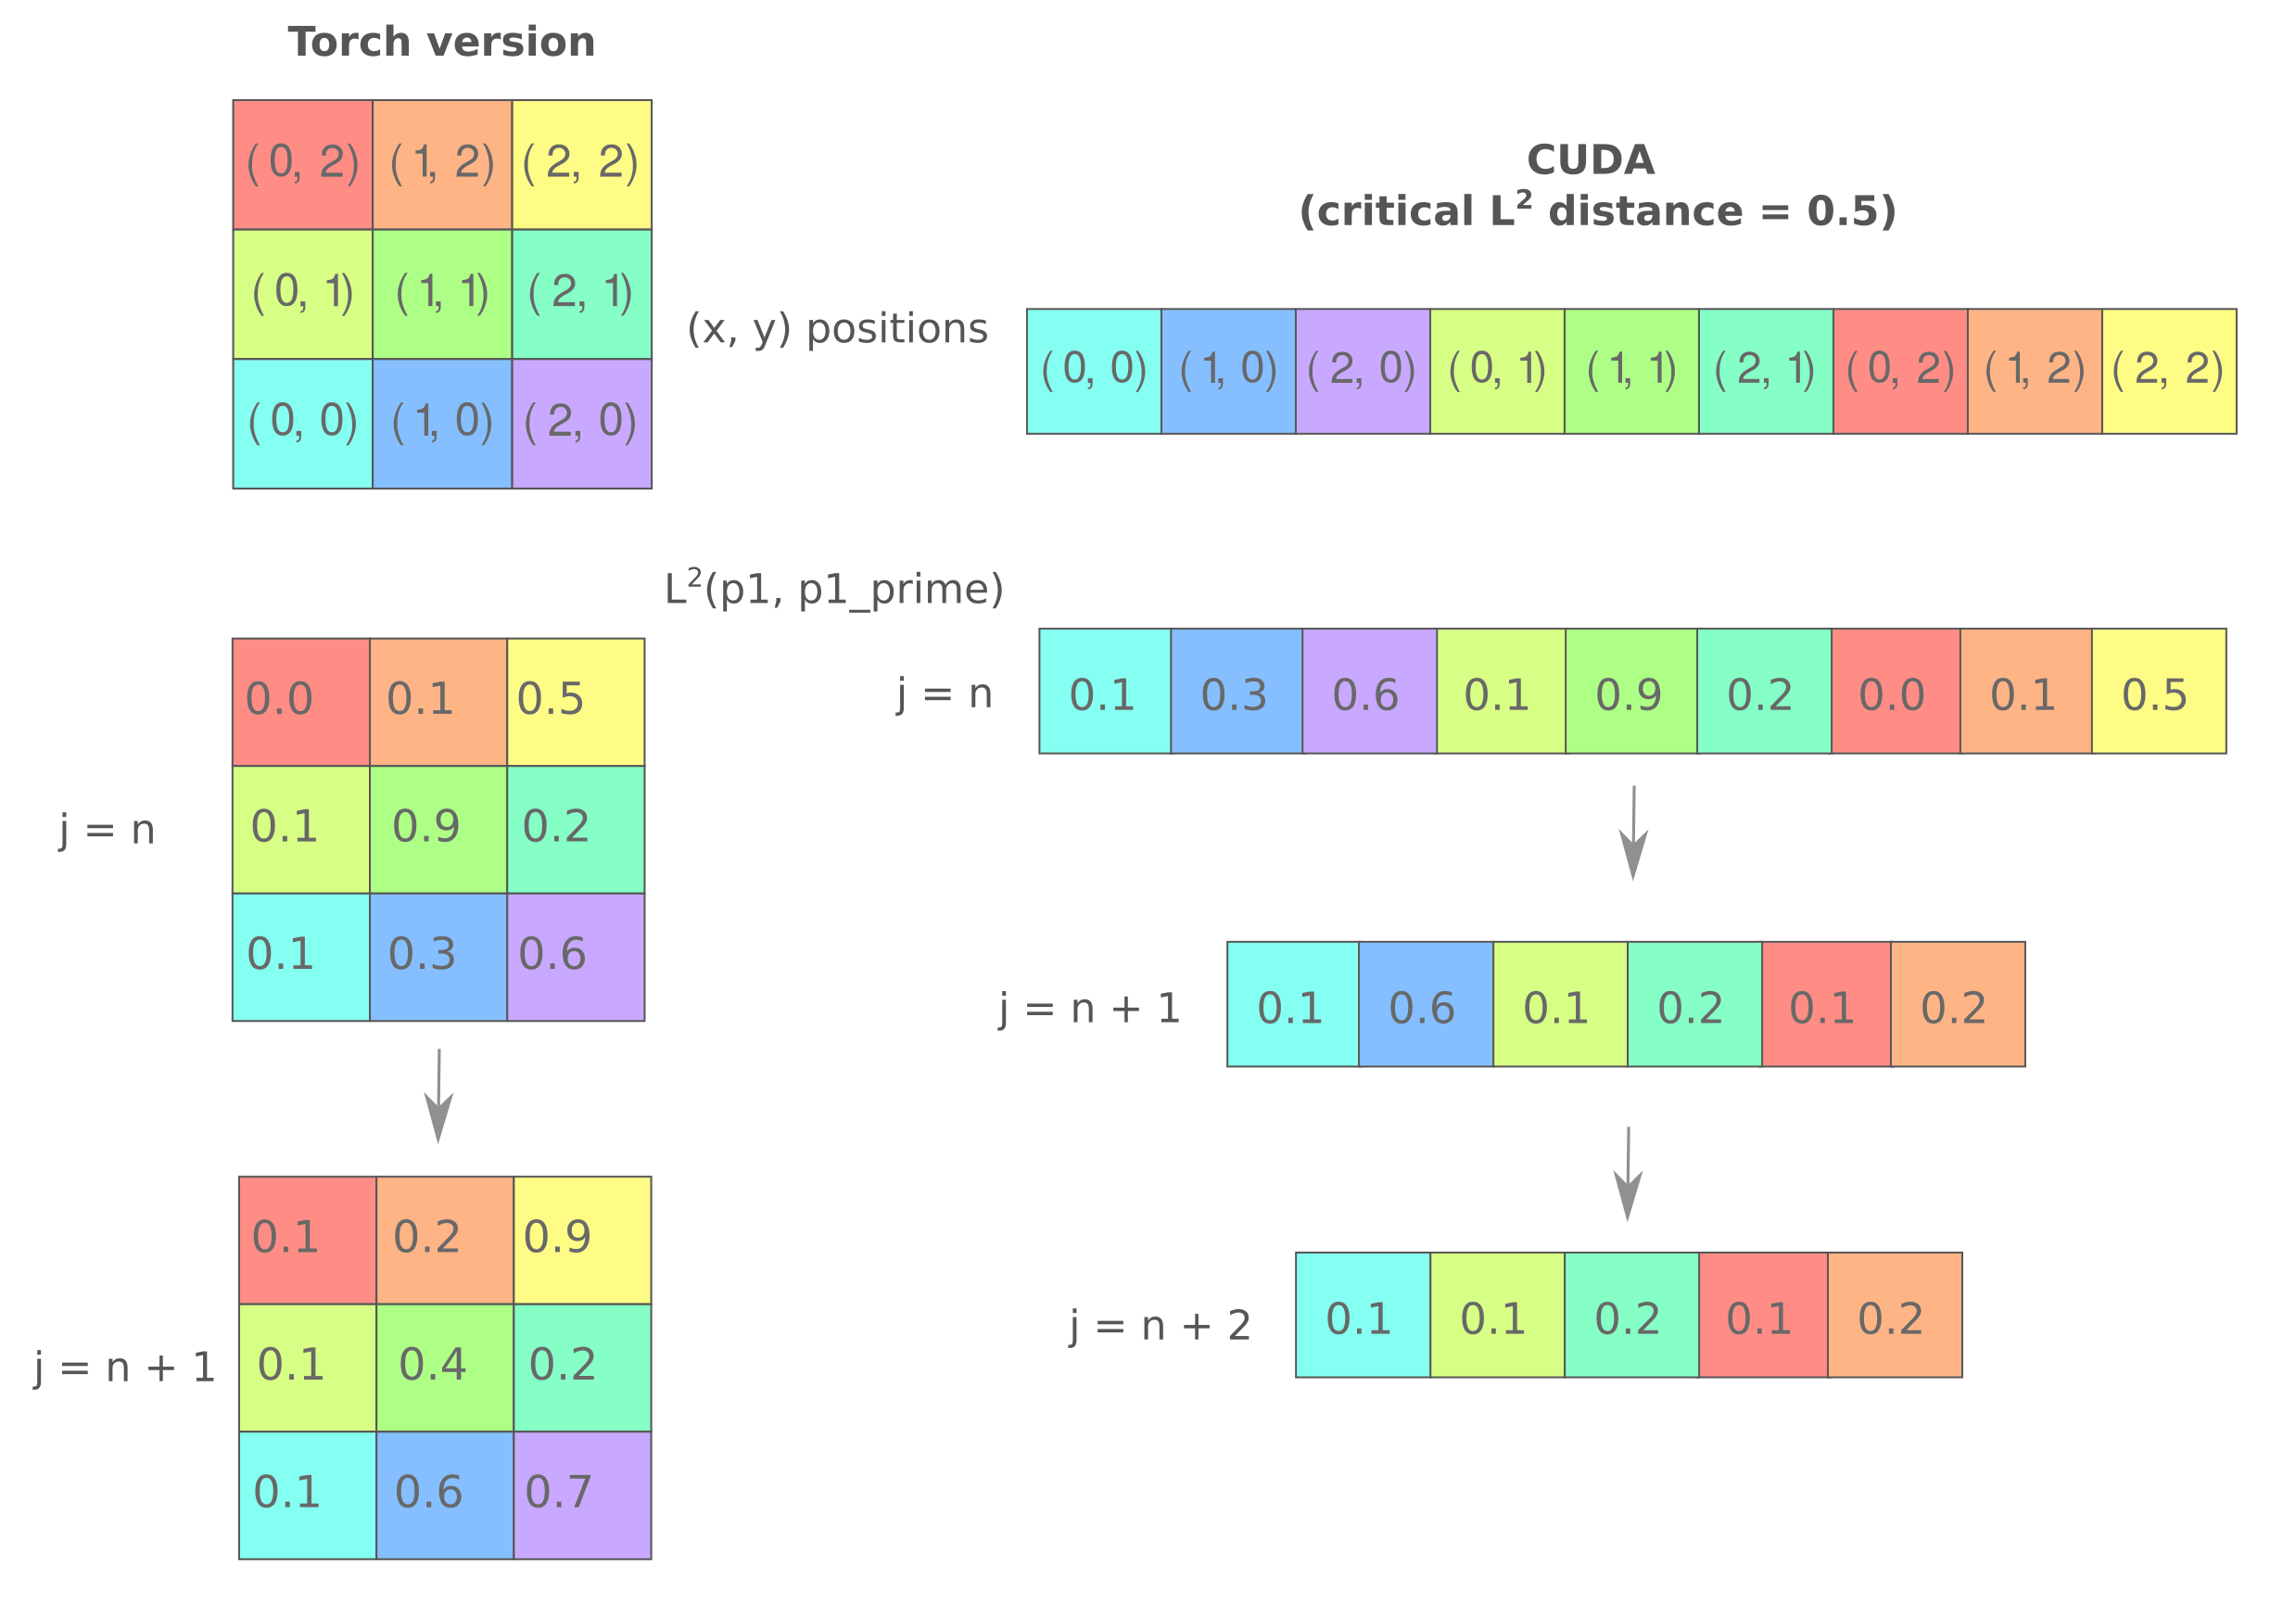 Torch version
(0, 2) (1, 2) (2, 2)
(0, 1) (1, 1) (2, 1)
(0, 0) (1, 0) (2, 0)
CUDA
(critical L² distance = 0.5)
(x, y) positions
(0, 0) (1, 0) (2, 0) (0, 1) (1, 1) (2, 1) (0, 2) (1, 2) (2, 2)
L²(p1, p1_prime)
j = n
0.0 0.1 0.5
0.1 0.9 0.2
0.1 0.3 0.6
j = n
0.1 0.3 0.6 0.1 0.9 0.2 0.0 0.1 0.5
j = n + 1
0.1 0.6 0.1 0.2 0.1 0.2
j = n + 1
0.1 0.2 0.9
0.1 0.4 0.2
0.1 0.6 0.7
j = n + 2
0.1 0.1 0.2 0.1 0.2